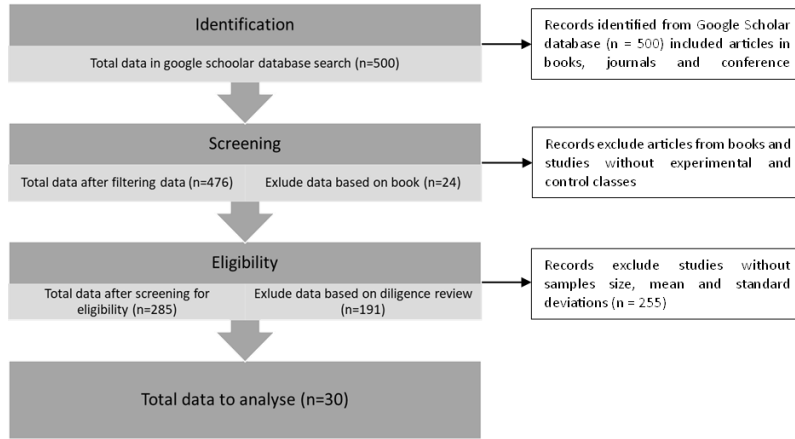 Identification
Total data in google schoolar database search (n=500)
Records identified from Google Scholar
database (n = 500) included articles in
books, journals and conference
Screening
Total data after filtering data (n=476)
Exlude data based on book (n=24)
Records exclude articles from books and
studies without experimental and
control classes
Eligibility
Total data after screening for
eligibility (n=285)
Exlude data based on diligence review
(n=191)
Records exclude studies without
samples size, mean and standard
deviations (n = 255)
Total data to analyse (n=30)